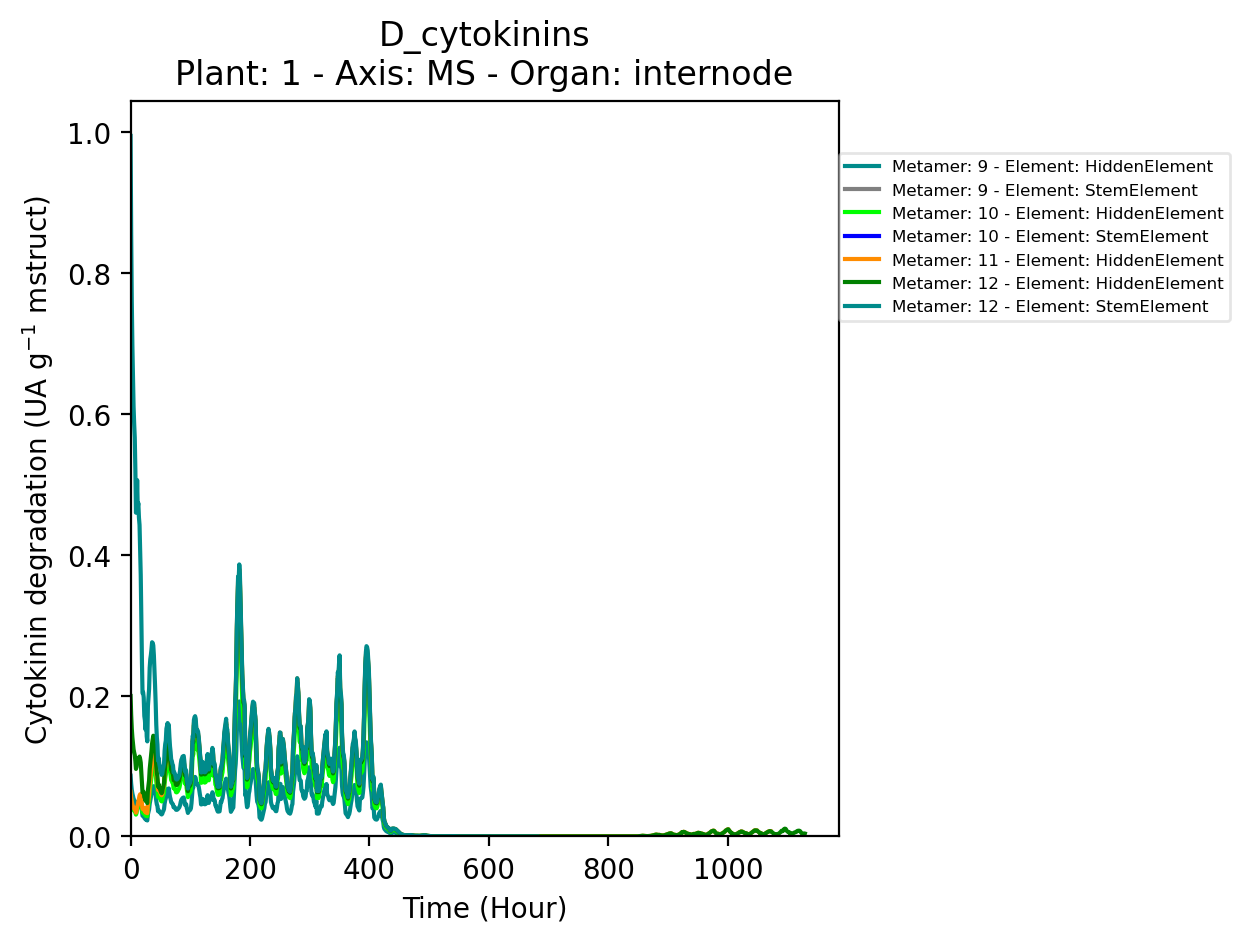 D_cytokinins
Plant: 1 - Axis: MS - Organ: internode
1.0
0.8
0.6
0.4
0.2
0.0
Cytokinin degradation (UA g⁻¹ mstruct)
0 200 400 600 800 1000
Time (Hour)
Metamer: 9 - Element: HiddenElement
Metamer: 9 - Element: StemElement
Metamer: 10 - Element: HiddenElement
Metamer: 10 - Element: StemElement
Metamer: 11 - Element: HiddenElement
Metamer: 12 - Element: HiddenElement
Metamer: 12 - Element: StemElement